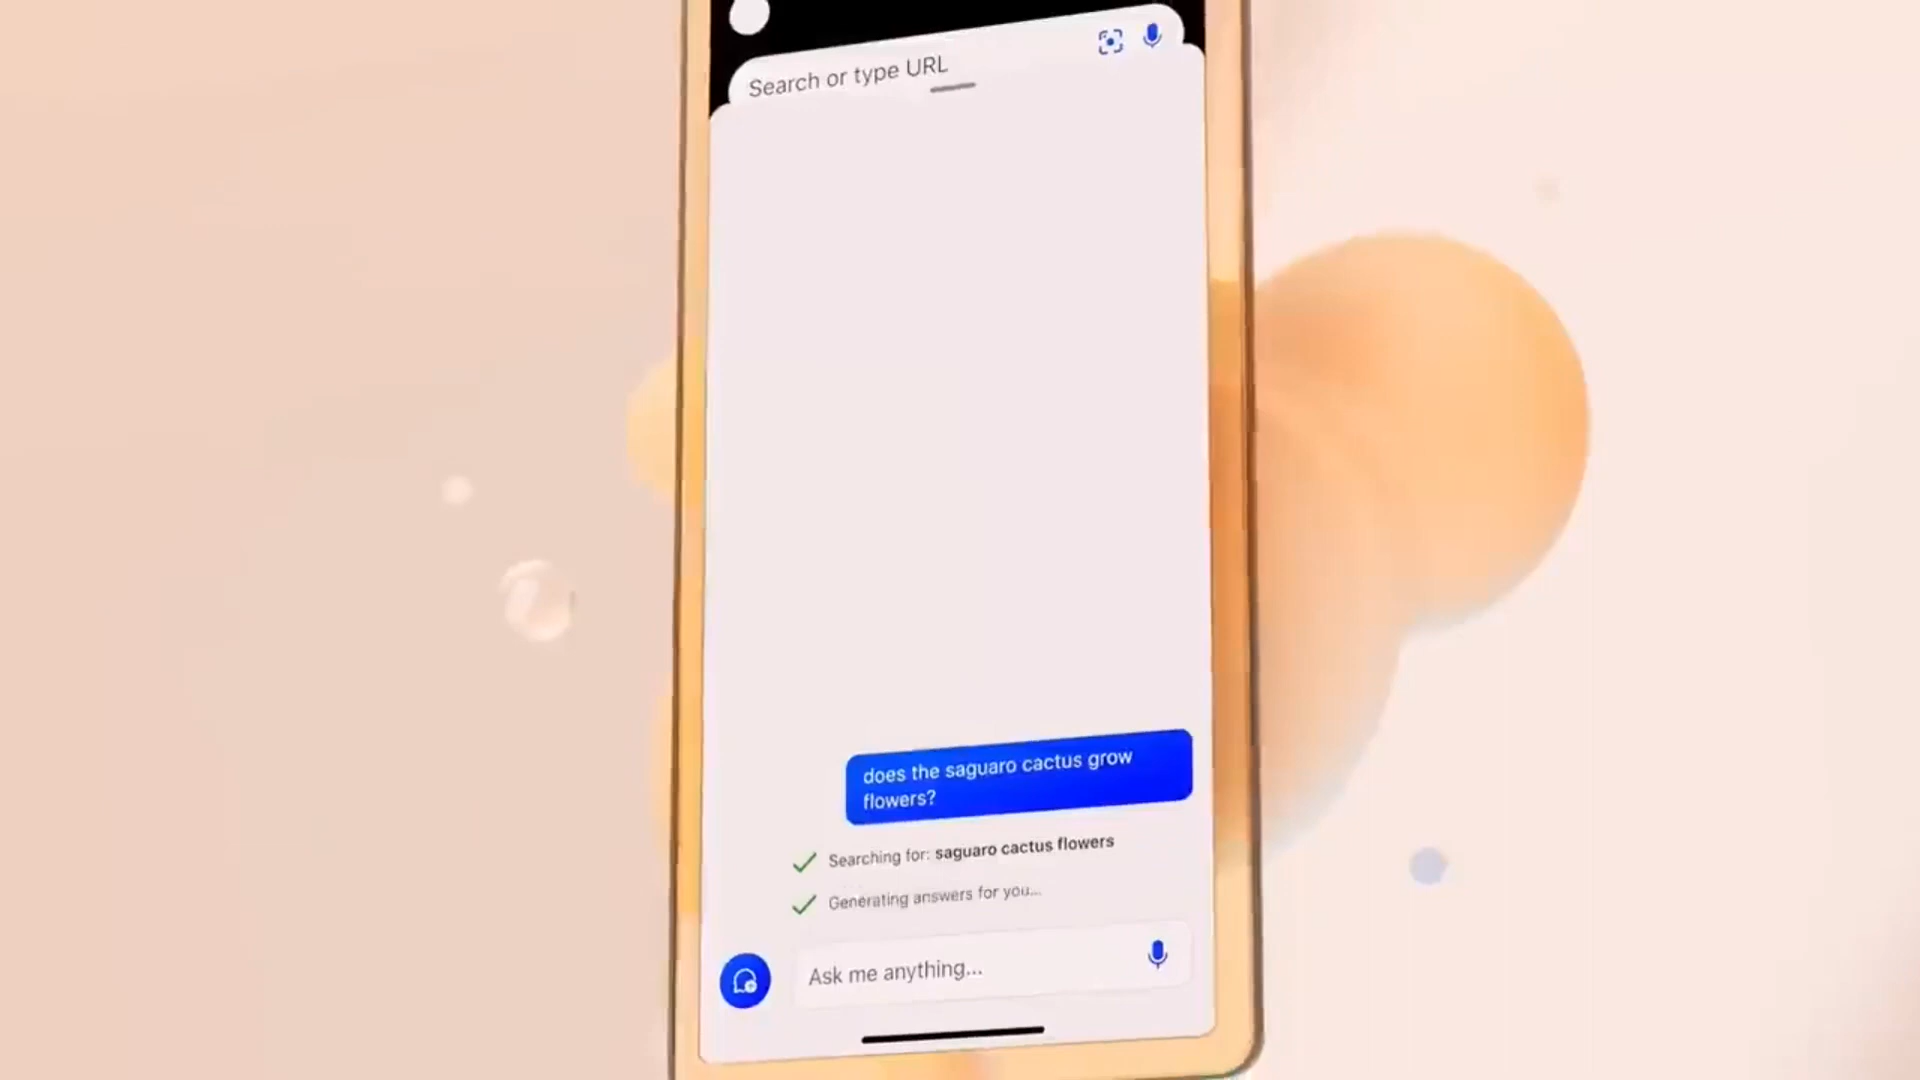 Search or type URL
does the saguaro cactus grow
flowers?
Searching for: saguaro cactus flowers
Generating answers for you...
Ask me anything...